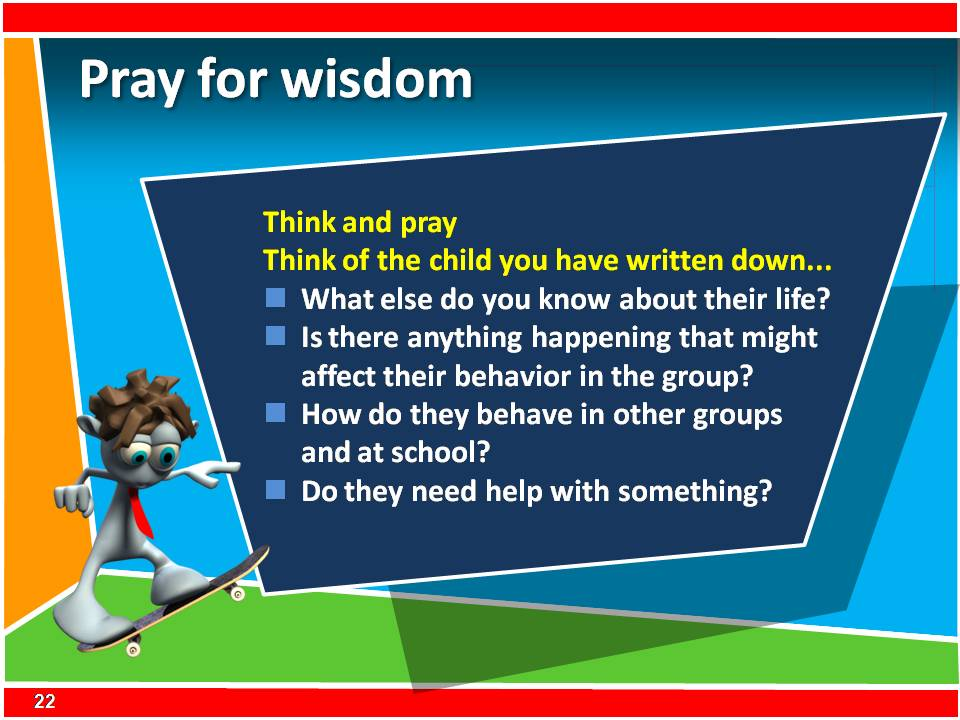 Pray for wisdom
Think and pray
Think of the child you have written down...
What else do you know about their life?
Is there anything happening that might
affect their behavior in the group?
How do they behave in other groups
and at school?
Do they need help with something?
22